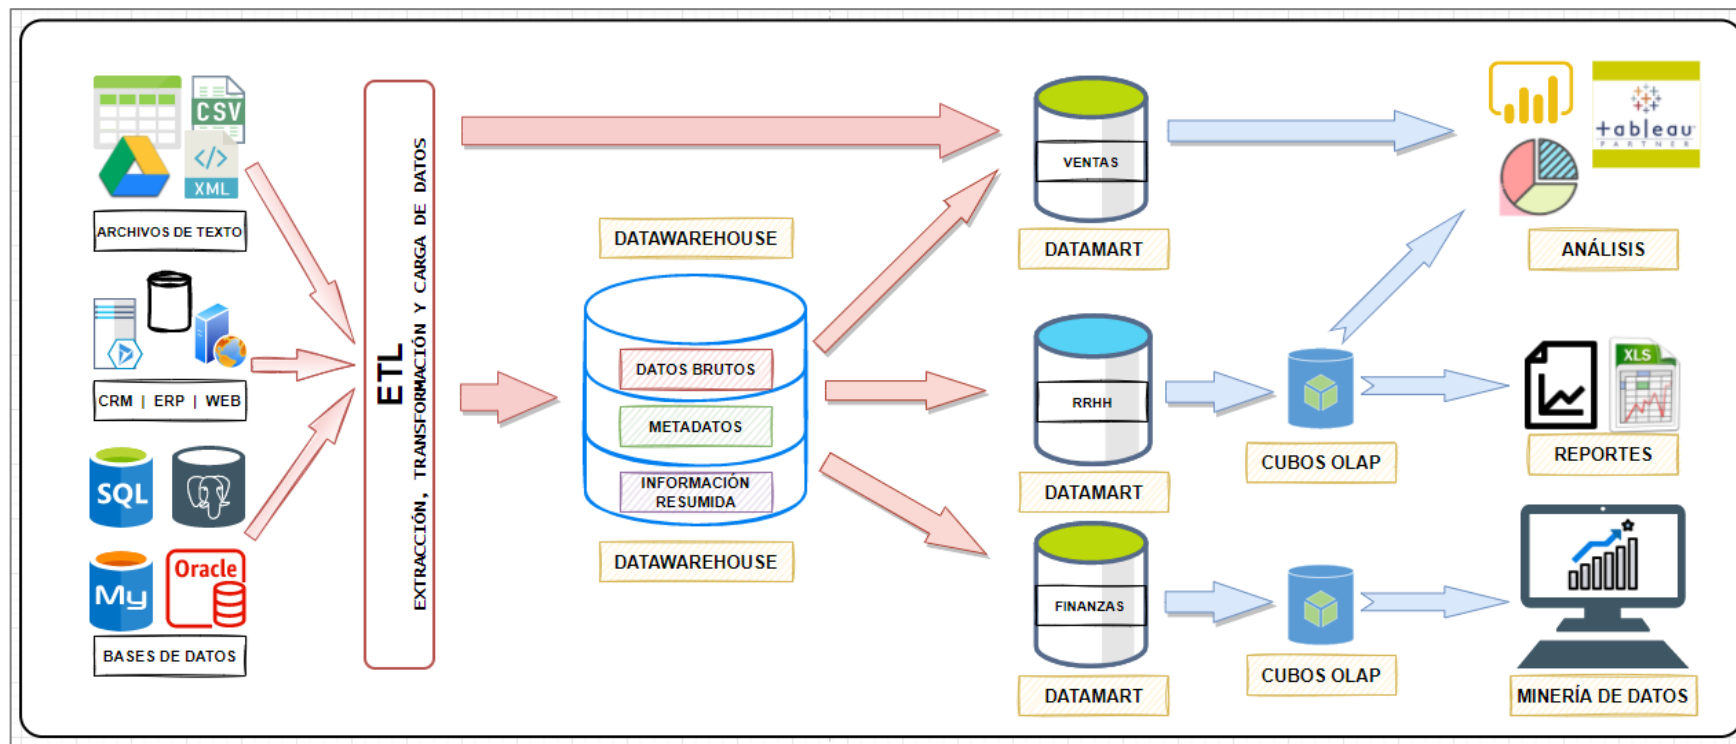 CSV
</>
XML
ARCHIVOS DE TEXTO
CRM | ERP | WEB
SQL
My
Oracle
BASES DE DATOS
ETL
EXTRACCIÓN, TRANSFORMACIÓN Y CARGA DE DATOS
DATAWAREHOUSE
DATOS BRUTOS
METADATOS
INFORMACIÓN
RESUMIDA
DATAWAREHOUSE
VENTAS
DATAMART
RRHH
DATAMART
FINANZAS
DATAMART
CUBOS OLAP
CUBOS OLAP
+ableau
PARTNER
ANÁLISIS
XLS
REPORTES
MINERÍA DE DATOS